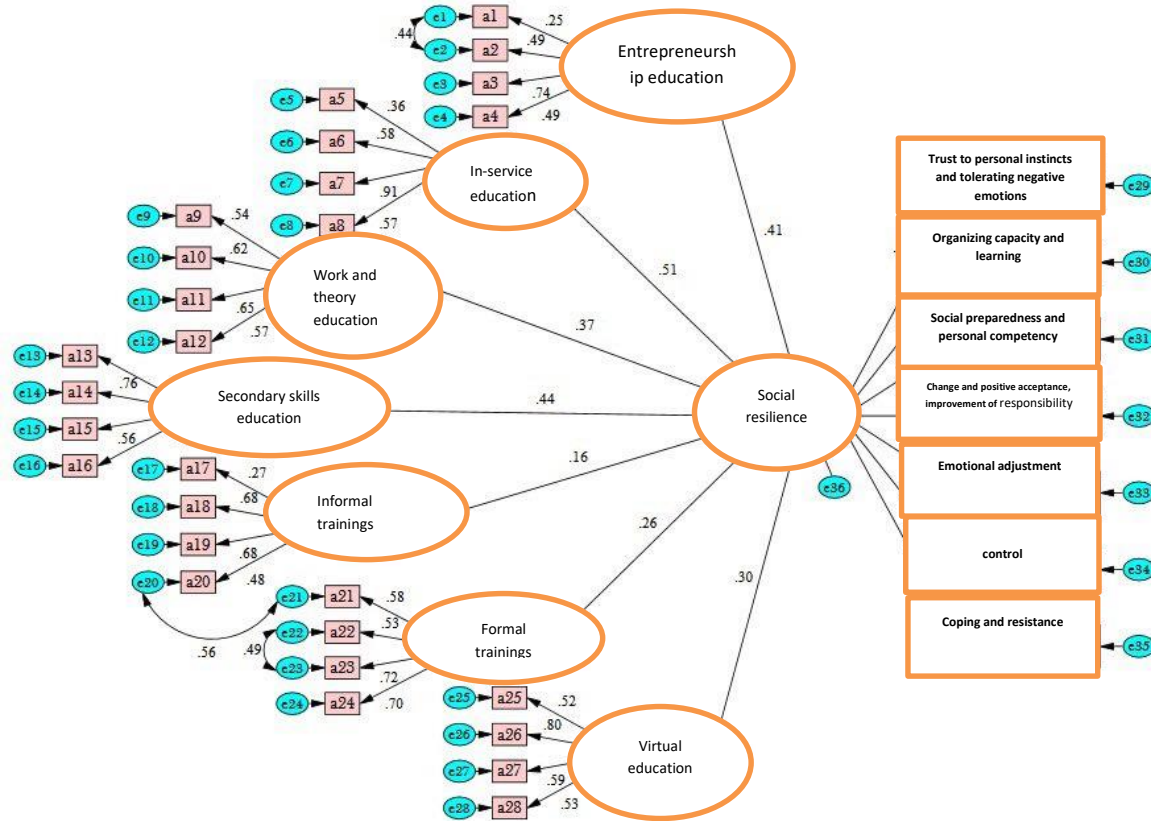 e1 a1 .25
.44
e2 a2 .49
e3 a3
e4 a4 .74
.49
Entrepreneursh
ip education
e5 a5 .36
e6 a6 .58
e7 a7
e8 a8 .91
.57
In-service
education
e9 a9 .54
e10 a10 .62
e11 a11
e12 a12 .65
.57
Work and
theory
education
e13 a13
e14 a14 .76
e15 a15
e16 a16 .56
Secondary skills
education
e17 a17 .27
e18 a18 .68
e19 a19
e20 a20 .68
.48
Informal
trainings
.56
e21 a21 .58
e22 a22 .53
.49
e23 a23
e24 a24 .72
.70
Formal
trainings
e25 a25 .52
e26 a26 .80
e27 a27
e28 a28 .59
.53
Virtual
education
.41
.51
.37
.44
.16
.26
.30
Social
resilience
e36
Trust to personal instincts
and tolerating negative
emotions
e29
Organizing capacity and
learning
e30
Social preparedness and
personal competency
e31
Change and positive acceptance,
improvement of responsibility
e32
Emotional adjustment
e33
control
e34
Coping and resistance
e35